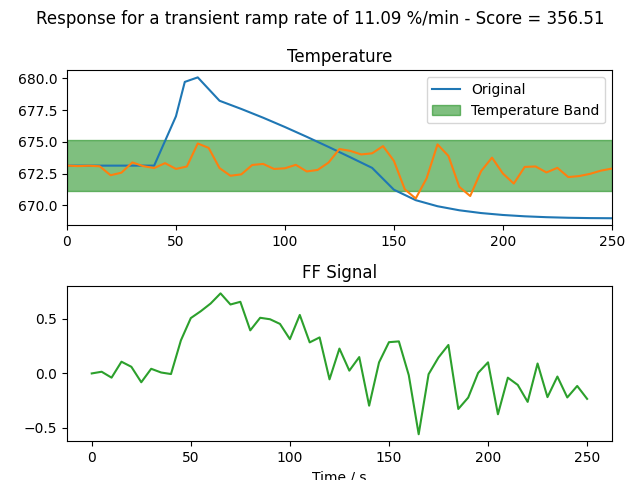 Response for a transient ramp rate of 11.09 %/min - Score = 356.51
Temperature
680.0
677.5
675.0
672.5
670.0
Original
Temperature Band
0 50 100 150 200 250
FF Signal
0.5
0.0
−0.5
0 50 100 150 200 250
Time / s